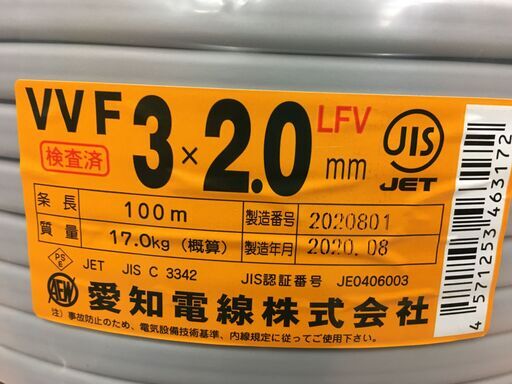 VVF 3×2.0 mm LFV
検査済
JIS
JET
条長 100m 製造番号 2020801
質量 17.0kg (概算) 製造年月 2020.08
PS
E
JET JIS C 3342 JIS認証番号 JE0406003
AEW 愛知電線株式会社
注) 事故防止のため、電気設備技術基準、内線規定に従ってご使用下さい。
4571253463172